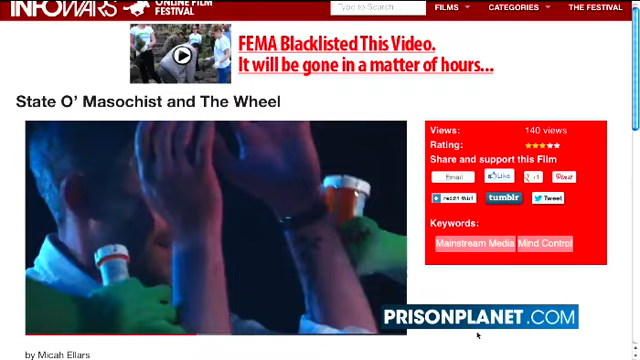 INFOWARS
ONLINE FILM
FESTIVAL
Type to Search
FILMS
CATEGORIES
THE FESTIVAL
FEMA Blacklisted This Video.
It will be gone in a matter of hours...
State O' Masochist and The Wheel
Views: 140 views
Rating:
Share and support this Film
Email
Like
+1
Pin it
reddit this!
tumblr
Tweet
Keywords:
Mainstream Media
Mind Control
PRISONPLANET.COM
by Micah Ellars